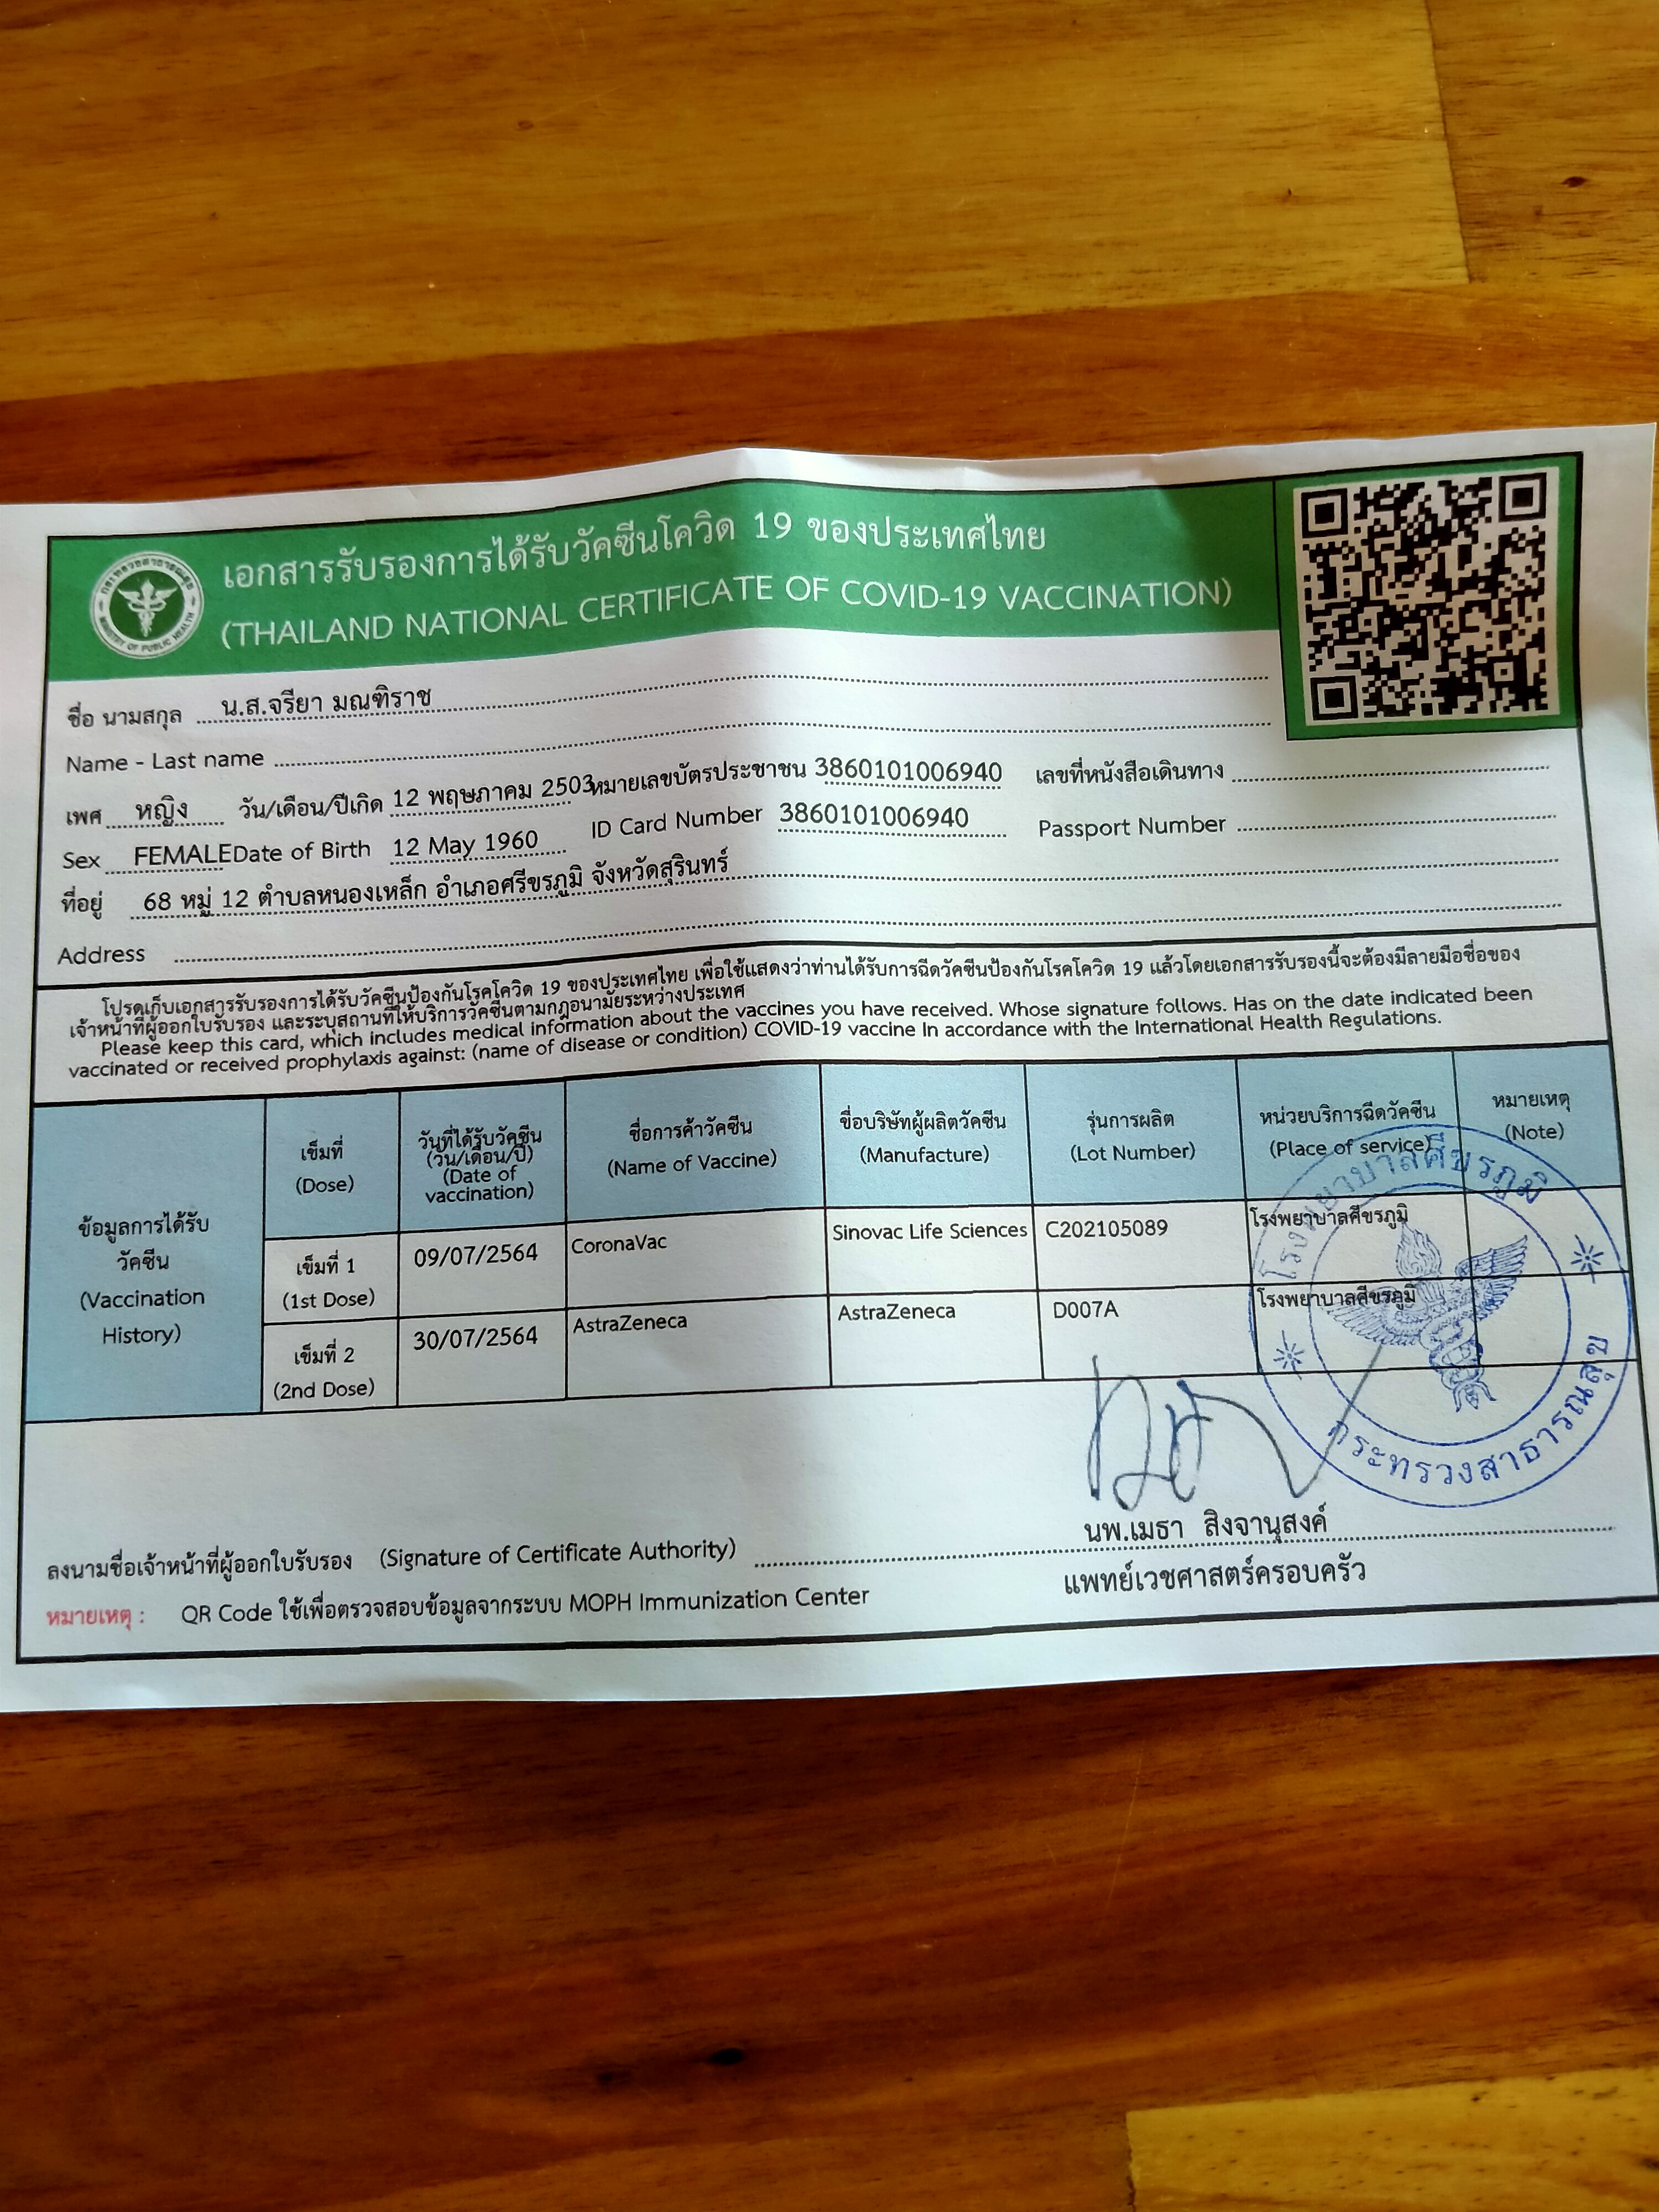 เอกสารรับรองการได้รับวัคซีนโควิด 19 ของประเทศไทย
(THAILAND NATIONAL CERTIFICATE OF COVID-19 VACCINATION)
กระทรวงสาธารณสุข
MINISTRY OF PUBLIC HEALTH
ชื่อ นามสกุล น.ส.จรียา มณฑิราช
Name - Last name
เพศ หญิง วัน/เดือน/ปีเกิด 12 พฤษภาคม 2503 หมายเลขบัตรประชาชน 3860101006940 เลขที่หนังสือเดินทาง
Sex FEMALE Date of Birth 12 May 1960 ID Card Number 3860101006940 Passport Number
ที่อยู่ 68 หมู่ 12 ตำบลหนองเหล็ก อำเภอศรีขรภูมิ จังหวัดสุรินทร์
Address
โปรดเก็บเอกสารรับรองการได้รับวัคซีนป้องกันโรคโควิด 19 ของประเทศไทย เพื่อใช้แสดงว่าท่านได้รับการฉีดวัคซีนป้องกันโรคโควิด 19 แล้วโดยเอกสารรับรองนี้จะต้องมีลายมือชื่อของ
เจ้าหน้าที่ผู้ออกใบรับรอง และระบุสถานที่ให้บริการวัคซีนตามกฎอนามัยระหว่างประเทศ
Please keep this card, which includes medical information about the vaccines you have received. Whose signature follows. Has on the date indicated been
vaccinated or received prophylaxis against: (name of disease or condition) COVID-19 vaccine In accordance with the International Health Regulations.
ข้อมูลการได้รับ
วัคซีน
(Vaccination
History)
เข็มที่
(Dose)
วันที่ได้รับวัคซีน
(วัน/เดือน/ปี)
(Date of
vaccination)
ชื่อการค้าวัคซีน
(Name of Vaccine)
ชื่อบริษัทผู้ผลิตวัคซีน
(Manufacture)
รุ่นการผลิต
(Lot Number)
หน่วยบริการฉีดวัคซีน
(Place of service)
หมายเหตุ
(Note)
เข็มที่ 1
(1st Dose)
09/07/2564
CoronaVac
Sinovac Life Sciences
C202105089
โรงพยาบาลศีขรภูมิ
เข็มที่ 2
(2nd Dose)
30/07/2564
AstraZeneca
AstraZeneca
D007A
โรงพยาบาลศีขรภูมิ
โรงพยาบาลศีขรภูมิ
กระทรวงสาธารณสุข
นพ.เมธา สิงจานุสงค์
ลงนามชื่อเจ้าหน้าที่ผู้ออกใบรับรอง (Signature of Certificate Authority)
แพทย์เวชศาสตร์ครอบครัว
หมายเหตุ : QR Code ใช้เพื่อตรวจสอบข้อมูลจากระบบ MOPH Immunization Center